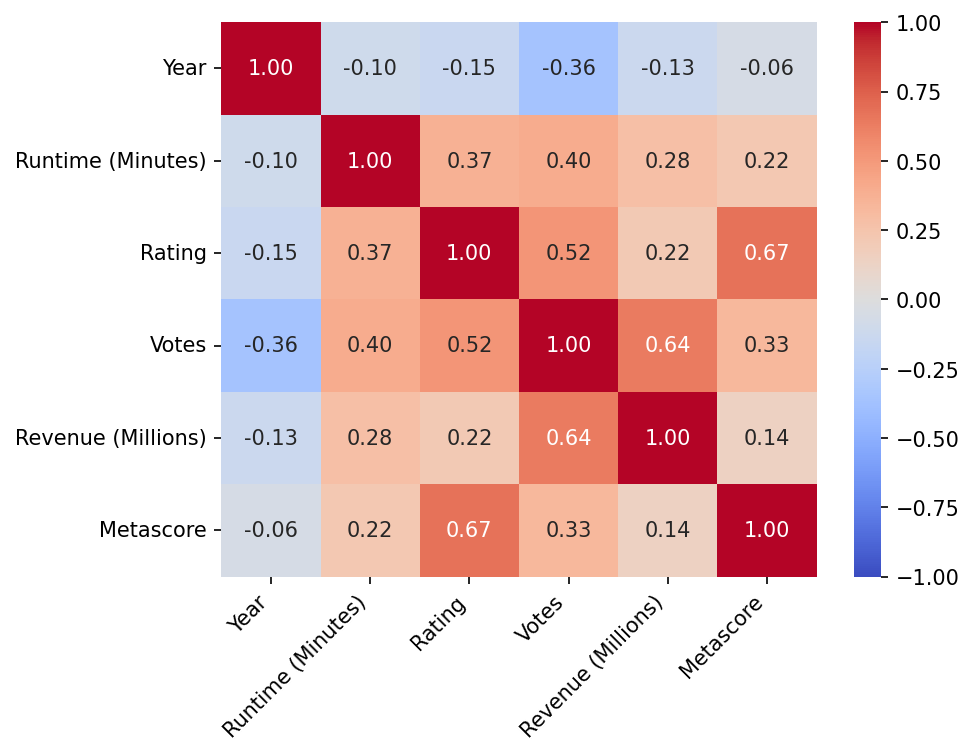 Year 1.00 -0.10 -0.15 -0.36 -0.13 -0.06
Runtime (Minutes) -0.10 1.00 0.37 0.40 0.28 0.22
Rating -0.15 0.37 1.00 0.52 0.22 0.67
Votes -0.36 0.40 0.52 1.00 0.64 0.33
Revenue (Millions) -0.13 0.28 0.22 0.64 1.00 0.14
Metascore -0.06 0.22 0.67 0.33 0.14 1.00
Year
Runtime (Minutes)
Rating
Votes
Revenue (Millions)
Metascore
1.00
0.75
0.50
0.25
0.00
−0.25
−0.50
−0.75
−1.00